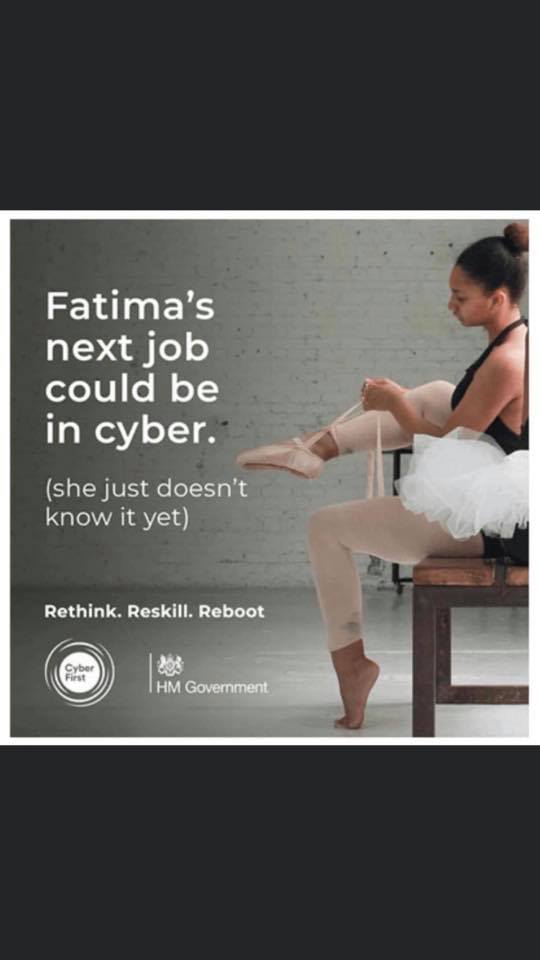 Fatima’s
next job
could be
in cyber.
(she just doesn’t
know it yet)
Rethink. Reskill. Reboot
Cyber
First
HM Government